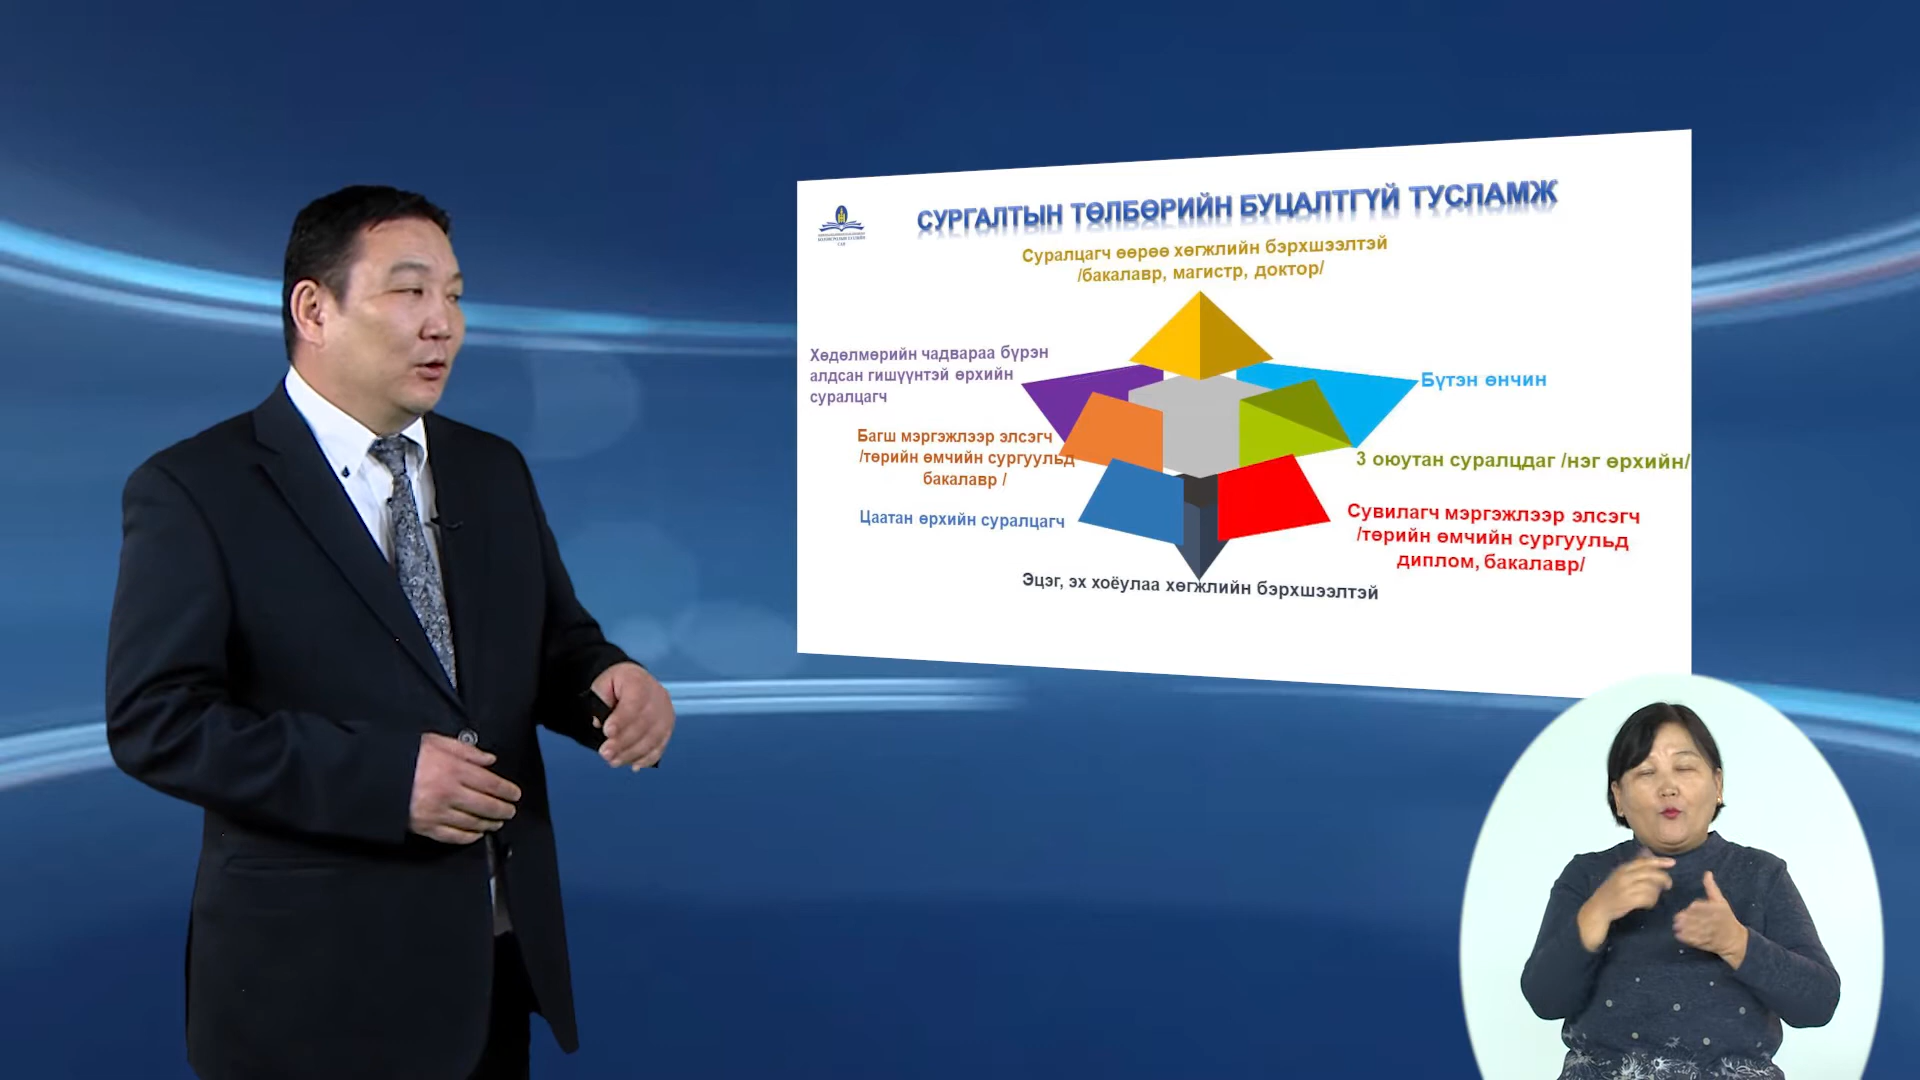 СУРГАЛТЫН ТӨЛБӨРИЙН БУЦАЛТГҮЙ ТУСЛАМЖ
Суралцагч өөрөө хөгжлийн бэрхшээлтэй
/бакалавр, магистр, доктор/
Хөдөлмөрийн чадвараа бүрэн
алдсан гишүүнтэй өрхийн
суралцагч
Бүтэн өнчин
Багш мэргэжлээр элсэгч
/төрийн өмчийн сургуульд
бакалавр /
3 оюутан суралцдаг /нэг өрхийн/
Цаатан өрхийн суралцагч
Сувилагч мэргэжлээр элсэгч
/төрийн өмчийн сургуульд
диплом, бакалавр/
Эцэг, эх хоёулаа хөгжлийн бэрхшээлтэй